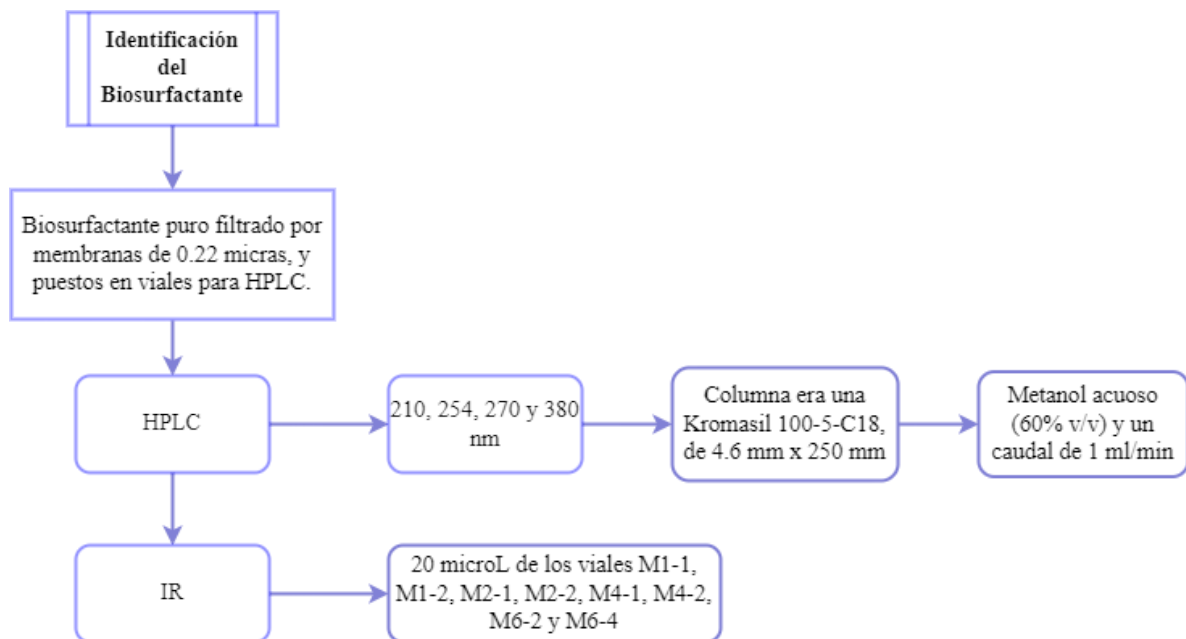 Identificación
del
Biosurfactante
Biosurfactante puro filtrado por
membranas de 0.22 micras, y
puestos en viales para HPLC.
HPLC
210, 254, 270 y 380
nm
Columna era una
Kromasil 100-5-C18,
de 4.6 mm x 250 mm
Metanol acuoso
(60% v/v) y un
caudal de 1 ml/min
IR
20 microL de los viales M1-1,
M1-2, M2-1, M2-2, M4-1, M4-2,
M6-2 y M6-4